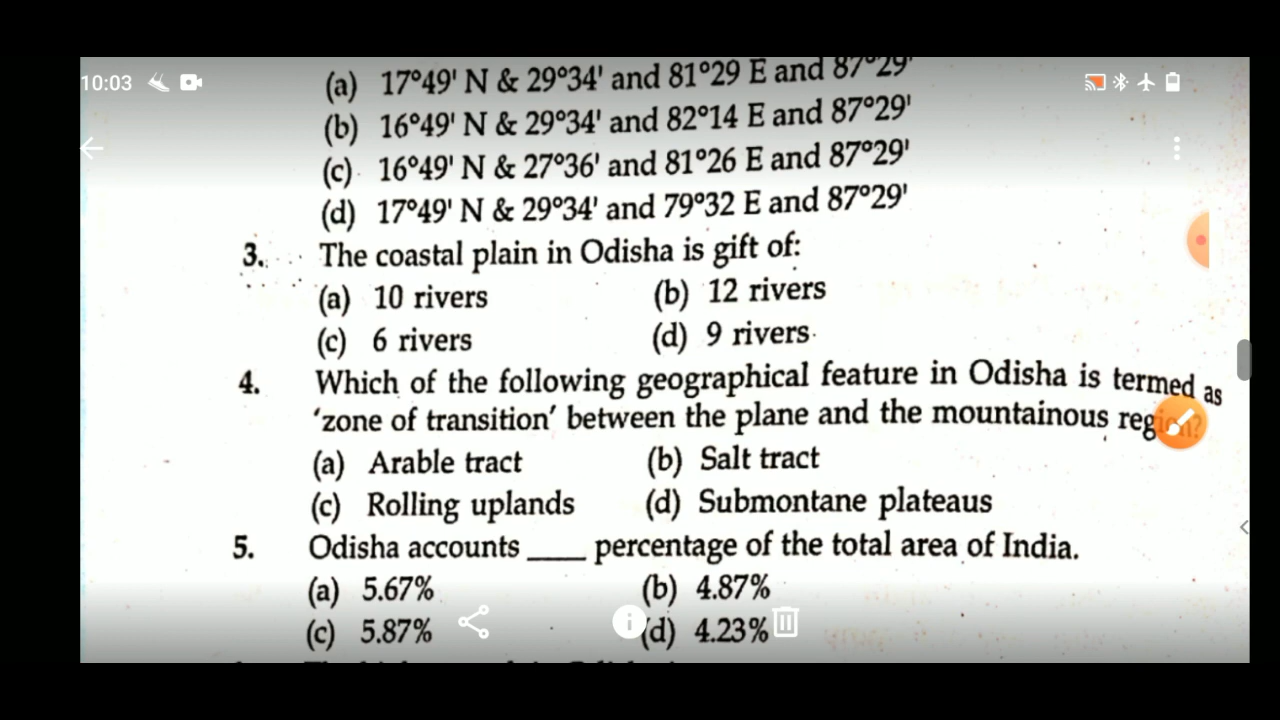 10:03
(a) 17°49' N & 29°34' and 81°29 E and 87°29'
(b) 16°49' N & 29°34' and 82°14 E and 87°29'
(c) 16°49' N & 27°36' and 81°26 E and 87°29'
(d) 17°49' N & 29°34' and 79°32 E and 87°29'
3. The coastal plain in Odisha is gift of:
(a) 10 rivers (b) 12 rivers
(c) 6 rivers (d) 9 rivers
4. Which of the following geographical feature in Odisha is termed as
'zone of transition' between the plane and the mountainous region?
(a) Arable tract (b) Salt tract
(c) Rolling uplands (d) Submontane plateaus
5. Odisha accounts ____ percentage of the total area of India.
(a) 5.67% (b) 4.87%
(c) 5.87% (d) 4.23%